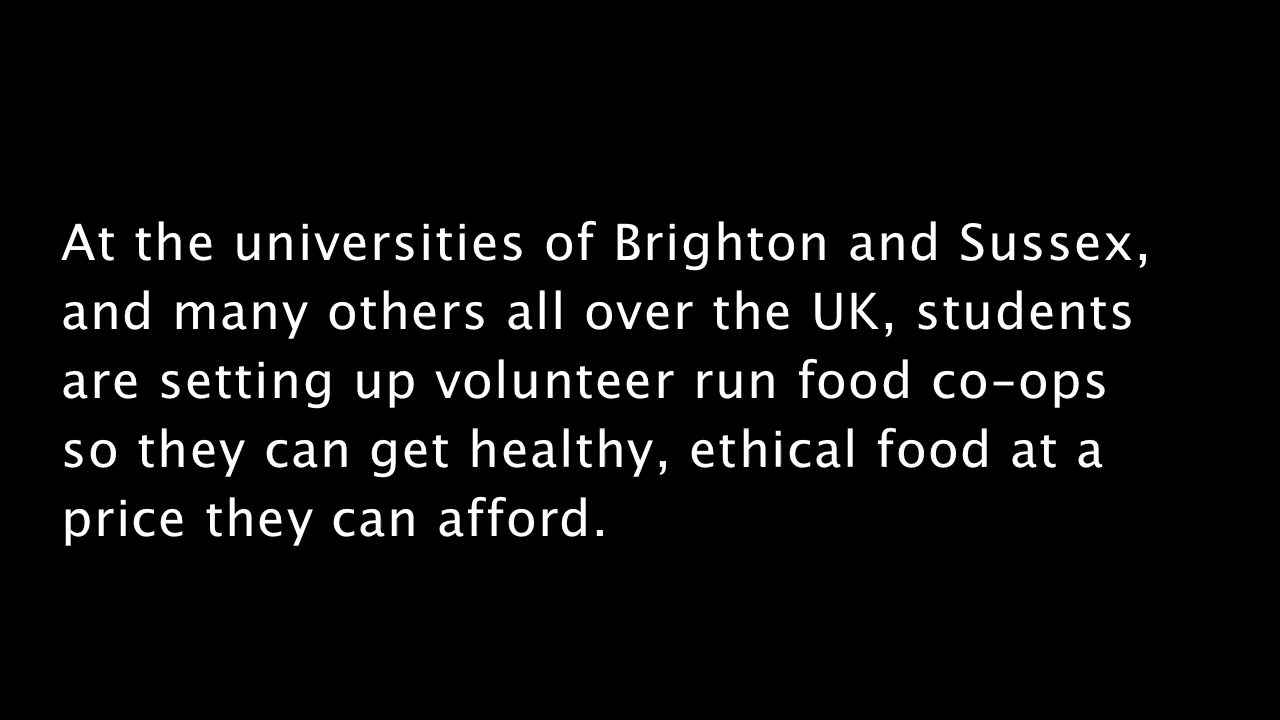 At the universities of Brighton and Sussex,
and many others all over the UK, students
are setting up volunteer run food co-ops
so they can get healthy, ethical food at a
price they can afford.